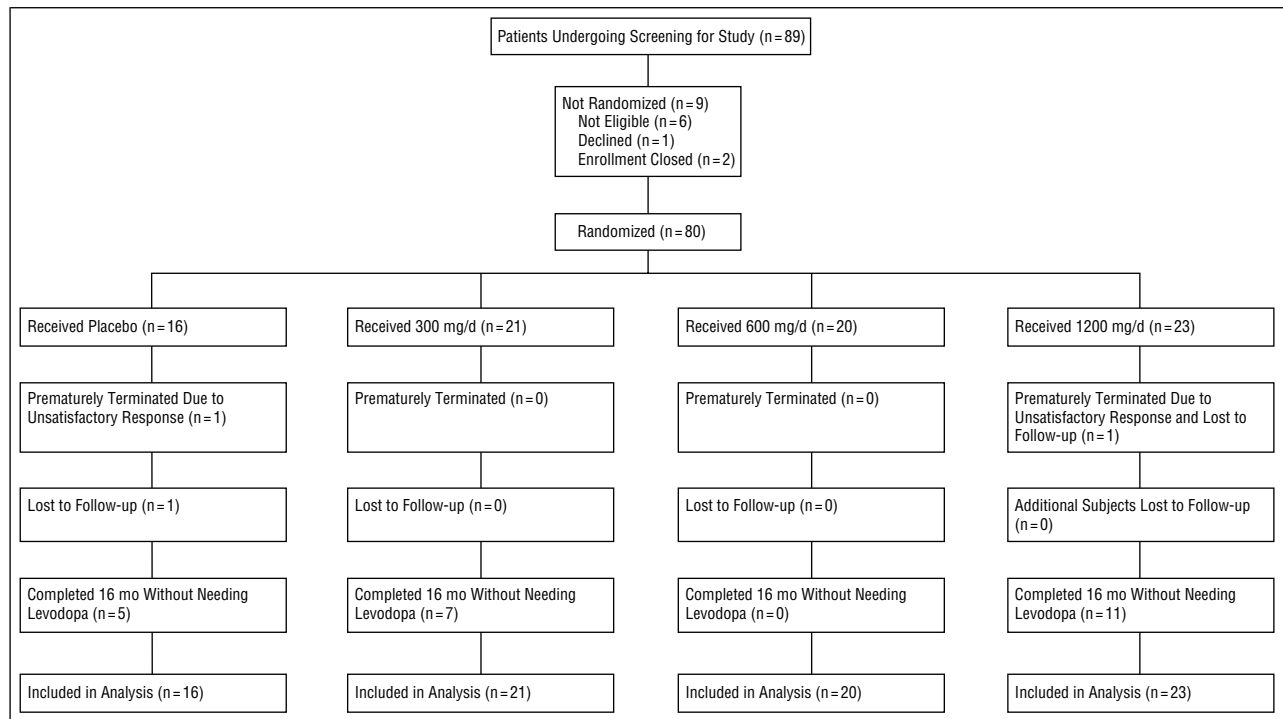 Patients Undergoing Screening for Study (n=89)
Not Randomized (n=9)
Not Eligible (n=6)
Declined (n=1)
Enrollment Closed (n=2)
Randomized (n=80)
Received Placebo (n=16)
Received 300 mg/d (n=21)
Received 600 mg/d (n=20)
Received 1200 mg/d (n=23)
Prematurely Terminated Due to
Unsatisfactory Response (n=1)
Prematurely Terminated (n=0)
Prematurely Terminated (n=0)
Prematurely Terminated Due to
Unsatisfactory Response and Lost to
Follow-up (n=1)
Lost to Follow-up (n=1)
Lost to Follow-up (n=0)
Lost to Follow-up (n=0)
Additional Subjects Lost to Follow-up
(n=0)
Completed 16 mo Without Needing
Levodopa (n=5)
Completed 16 mo Without Needing
Levodopa (n=7)
Completed 16 mo Without Needing
Levodopa (n=0)
Completed 16 mo Without Needing
Levodopa (n=11)
Included in Analysis (n=16)
Included in Analysis (n=21)
Included in Analysis (n=20)
Included in Analysis (n=23)